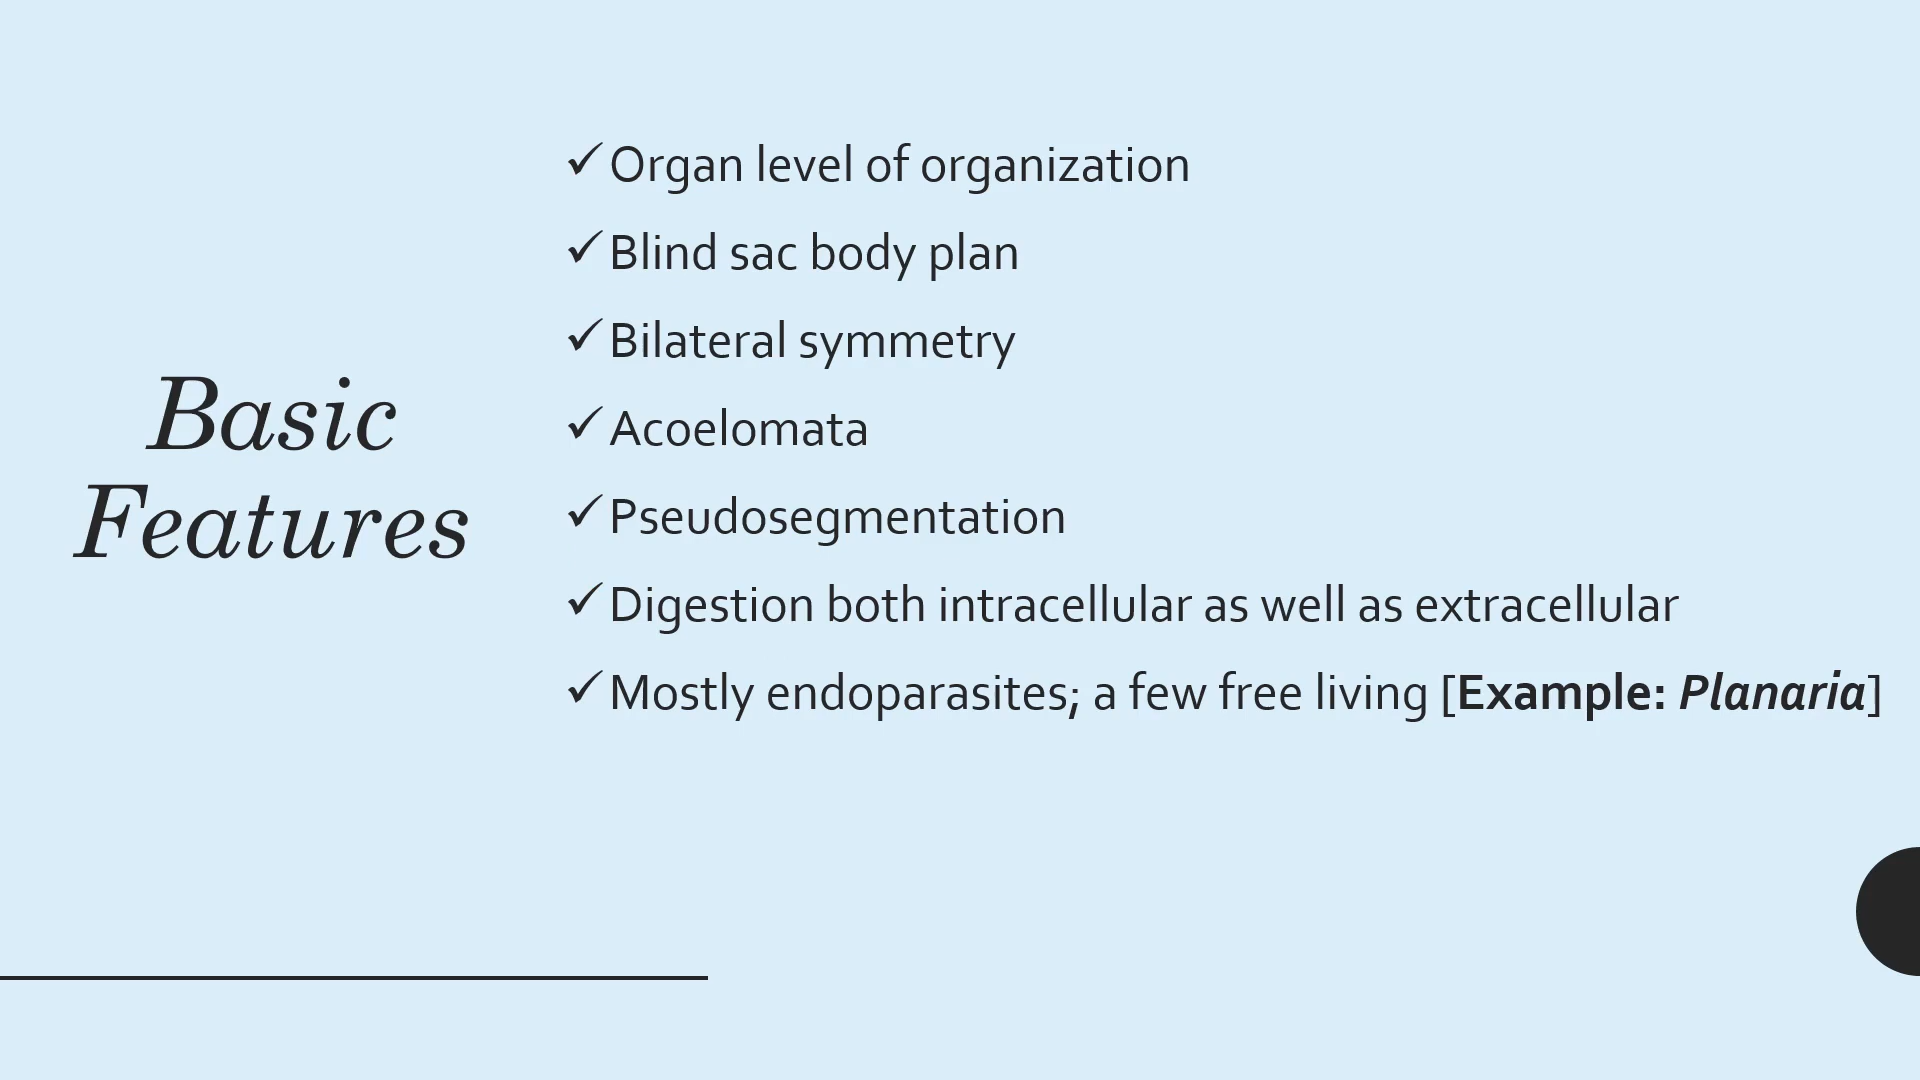 Basic
Features
✓Organ level of organization
✓Blind sac body plan
✓Bilateral symmetry
✓Acoelomata
✓Pseudosegmentation
✓Digestion both intracellular as well as extracellular
✓Mostly endoparasites; a few free living [Example: Planaria]